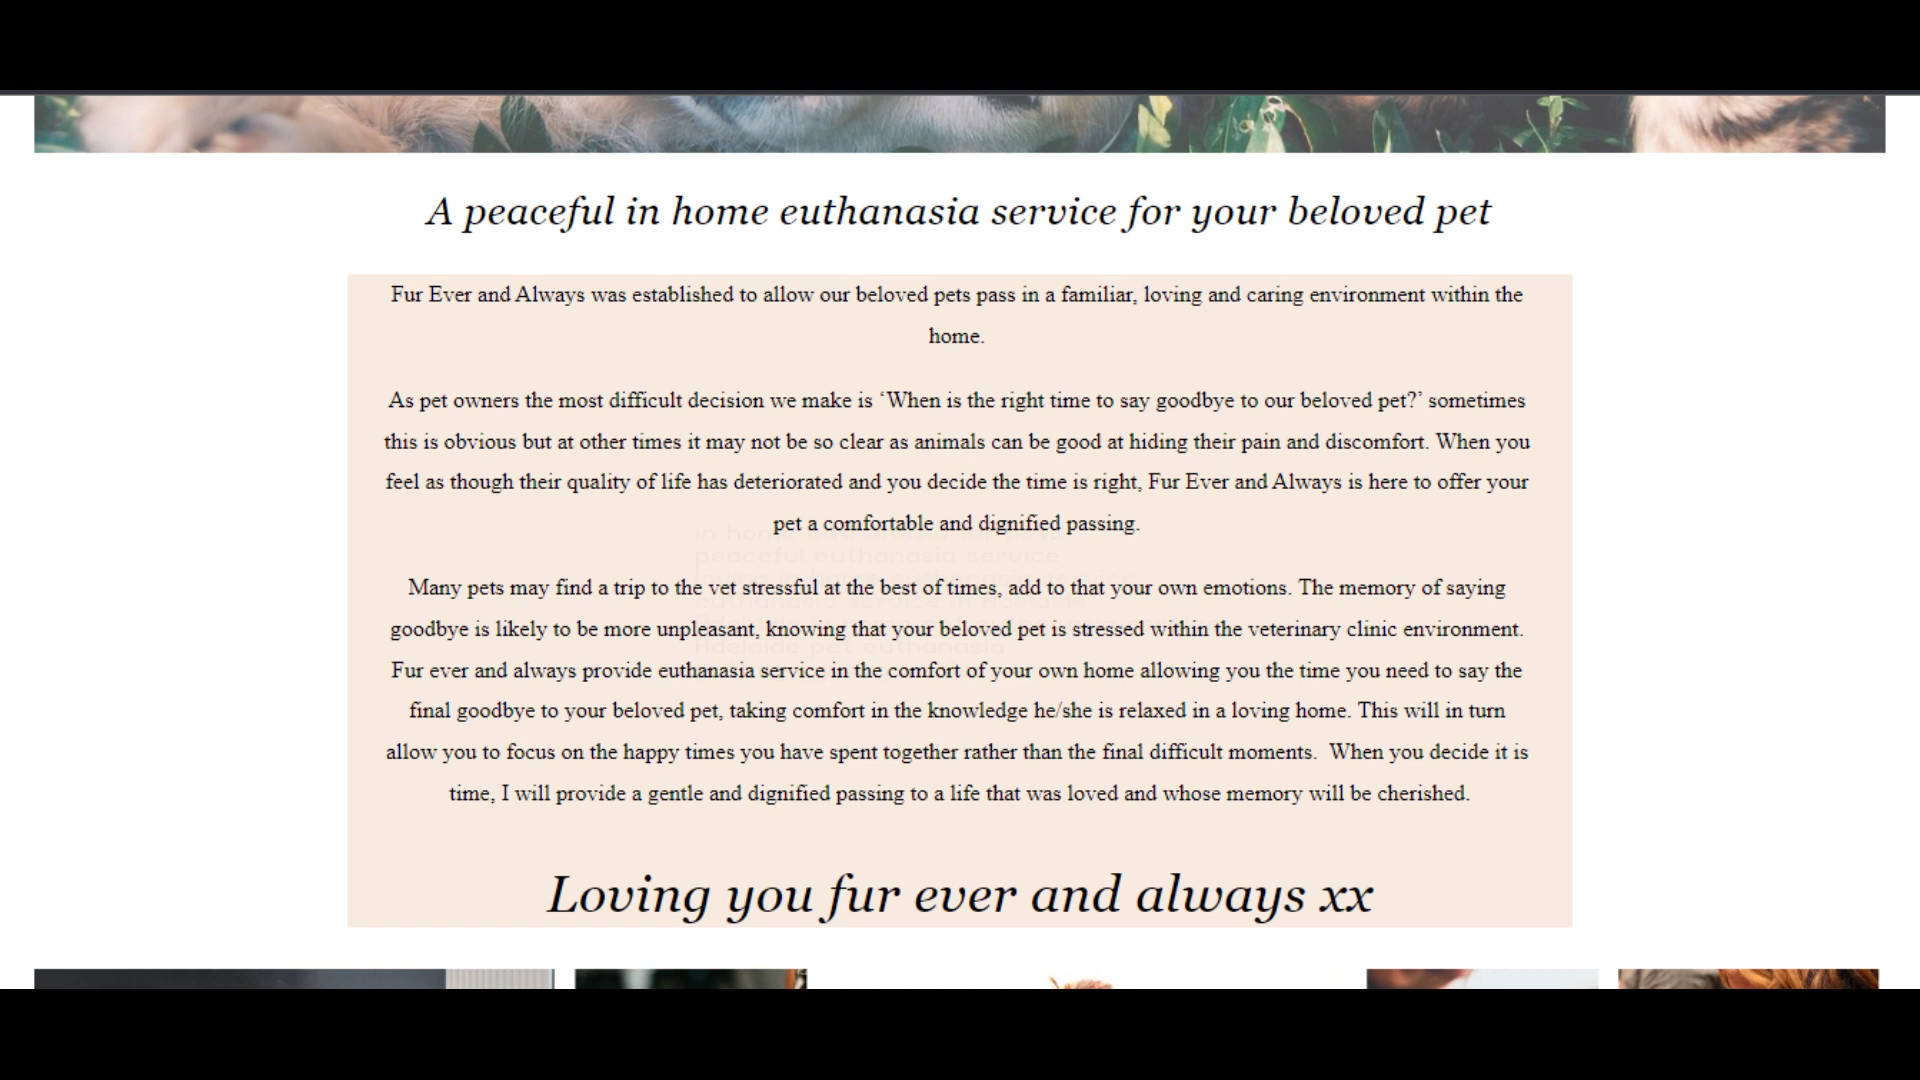 A peaceful in home euthanasia service for your beloved pet
Fur Ever and Always was established to allow our beloved pets pass in a familiar, loving and caring environment within the
home.
As pet owners the most difficult decision we make is ‘When is the right time to say goodbye to our beloved pet?’ sometimes
this is obvious but at other times it may not be so clear as animals can be good at hiding their pain and discomfort. When you
feel as though their quality of life has deteriorated and you decide the time is right, Fur Ever and Always is here to offer your
pet a comfortable and dignified passing.
peaceful euthanasia service
Many pets may find a trip to the vet stressful at the best of times, add to that your own emotions. The memory of saying
goodbye is likely to be more unpleasant, knowing that your beloved pet is stressed within the veterinary clinic environment.
Adelaide pet euthanasia
Fur ever and always provide euthanasia service in the comfort of your own home allowing you the time you need to say the
final goodbye to your beloved pet, taking comfort in the knowledge he/she is relaxed in a loving home. This will in turn
allow you to focus on the happy times you have spent together rather than the final difficult moments.  When you decide it is
time, I will provide a gentle and dignified passing to a life that was loved and whose memory will be cherished.
Loving you fur ever and always xx